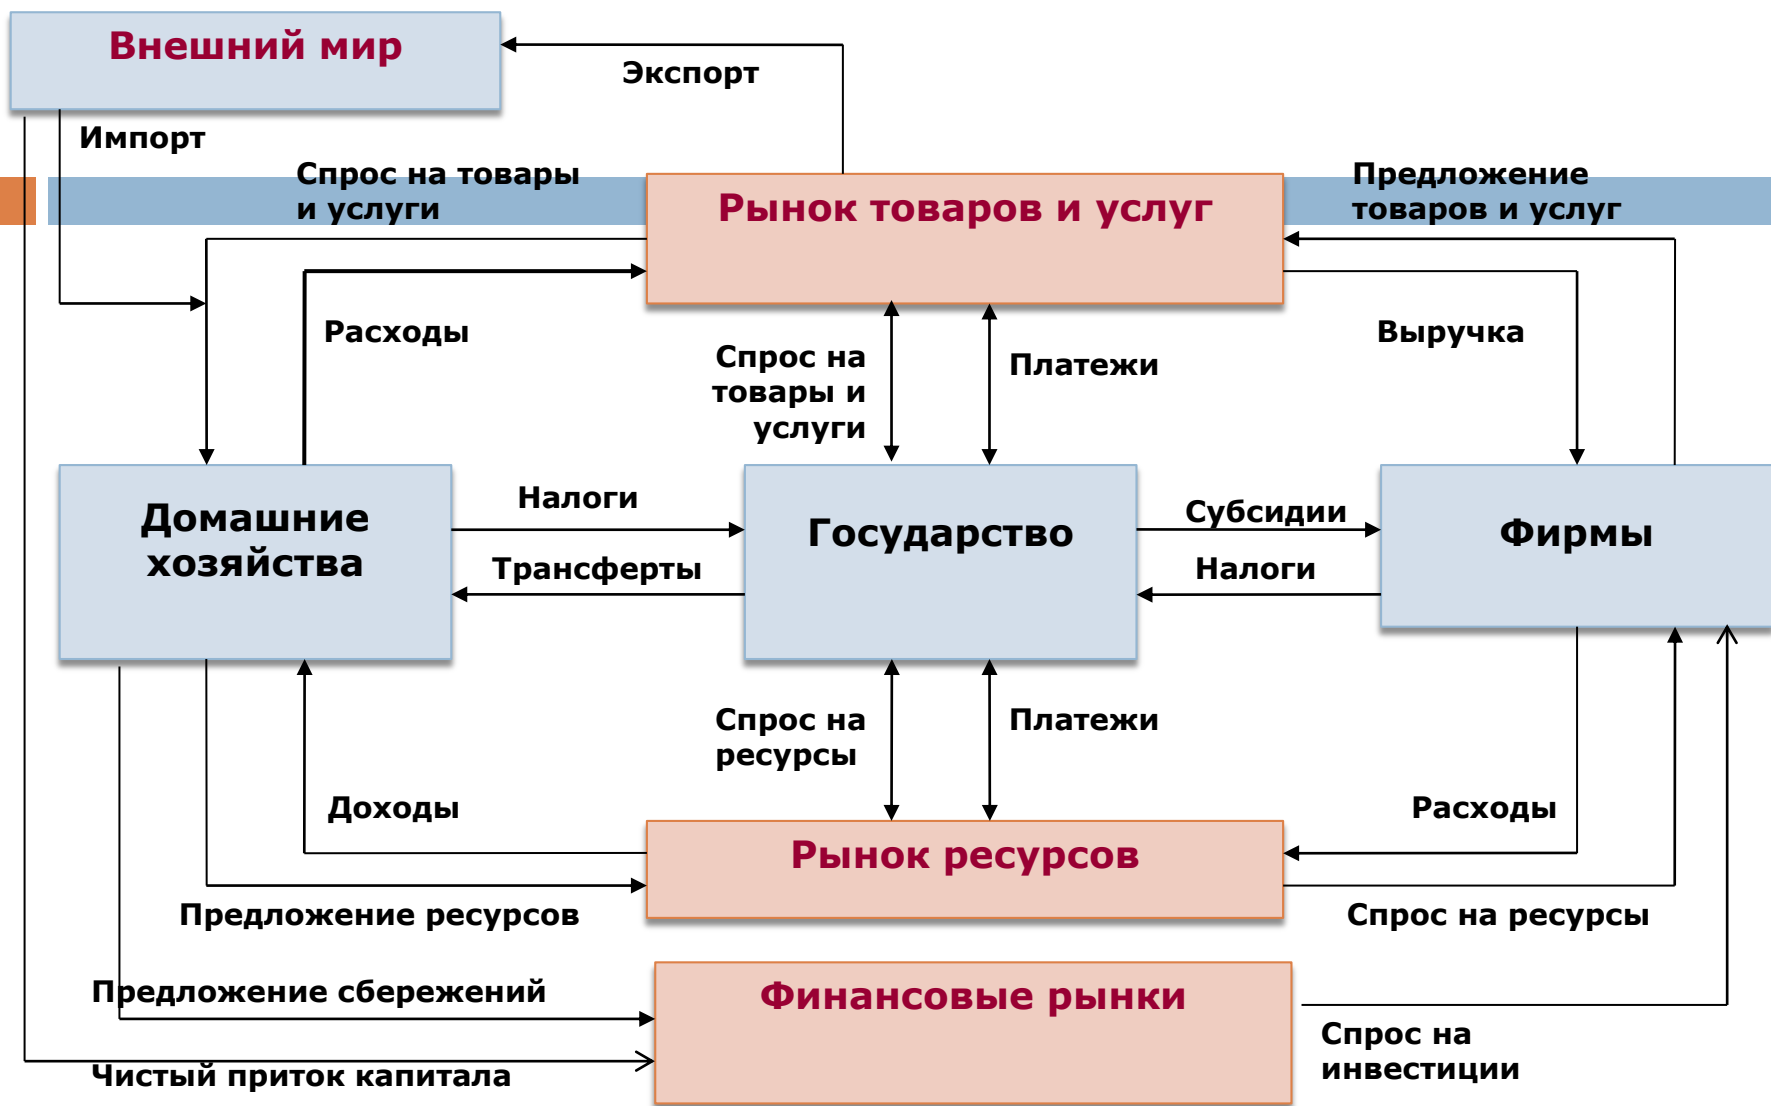 Внешний мир
Экспорт
Импорт
Спрос на товары
и услуги
Рынок товаров и услуг
Предложение
товаров и услуг
Расходы
Спрос на
товары и
услуги
Платежи
Выручка
Домашние
хозяйства
Налоги
Трансферты
Государство
Субсидии
Налоги
Фирмы
Спрос на
ресурсы
Платежи
Доходы
Расходы
Рынок ресурсов
Предложение ресурсов
Спрос на ресурсы
Предложение сбережений
Финансовые рынки
Чистый приток капитала
Спрос на
инвестиции